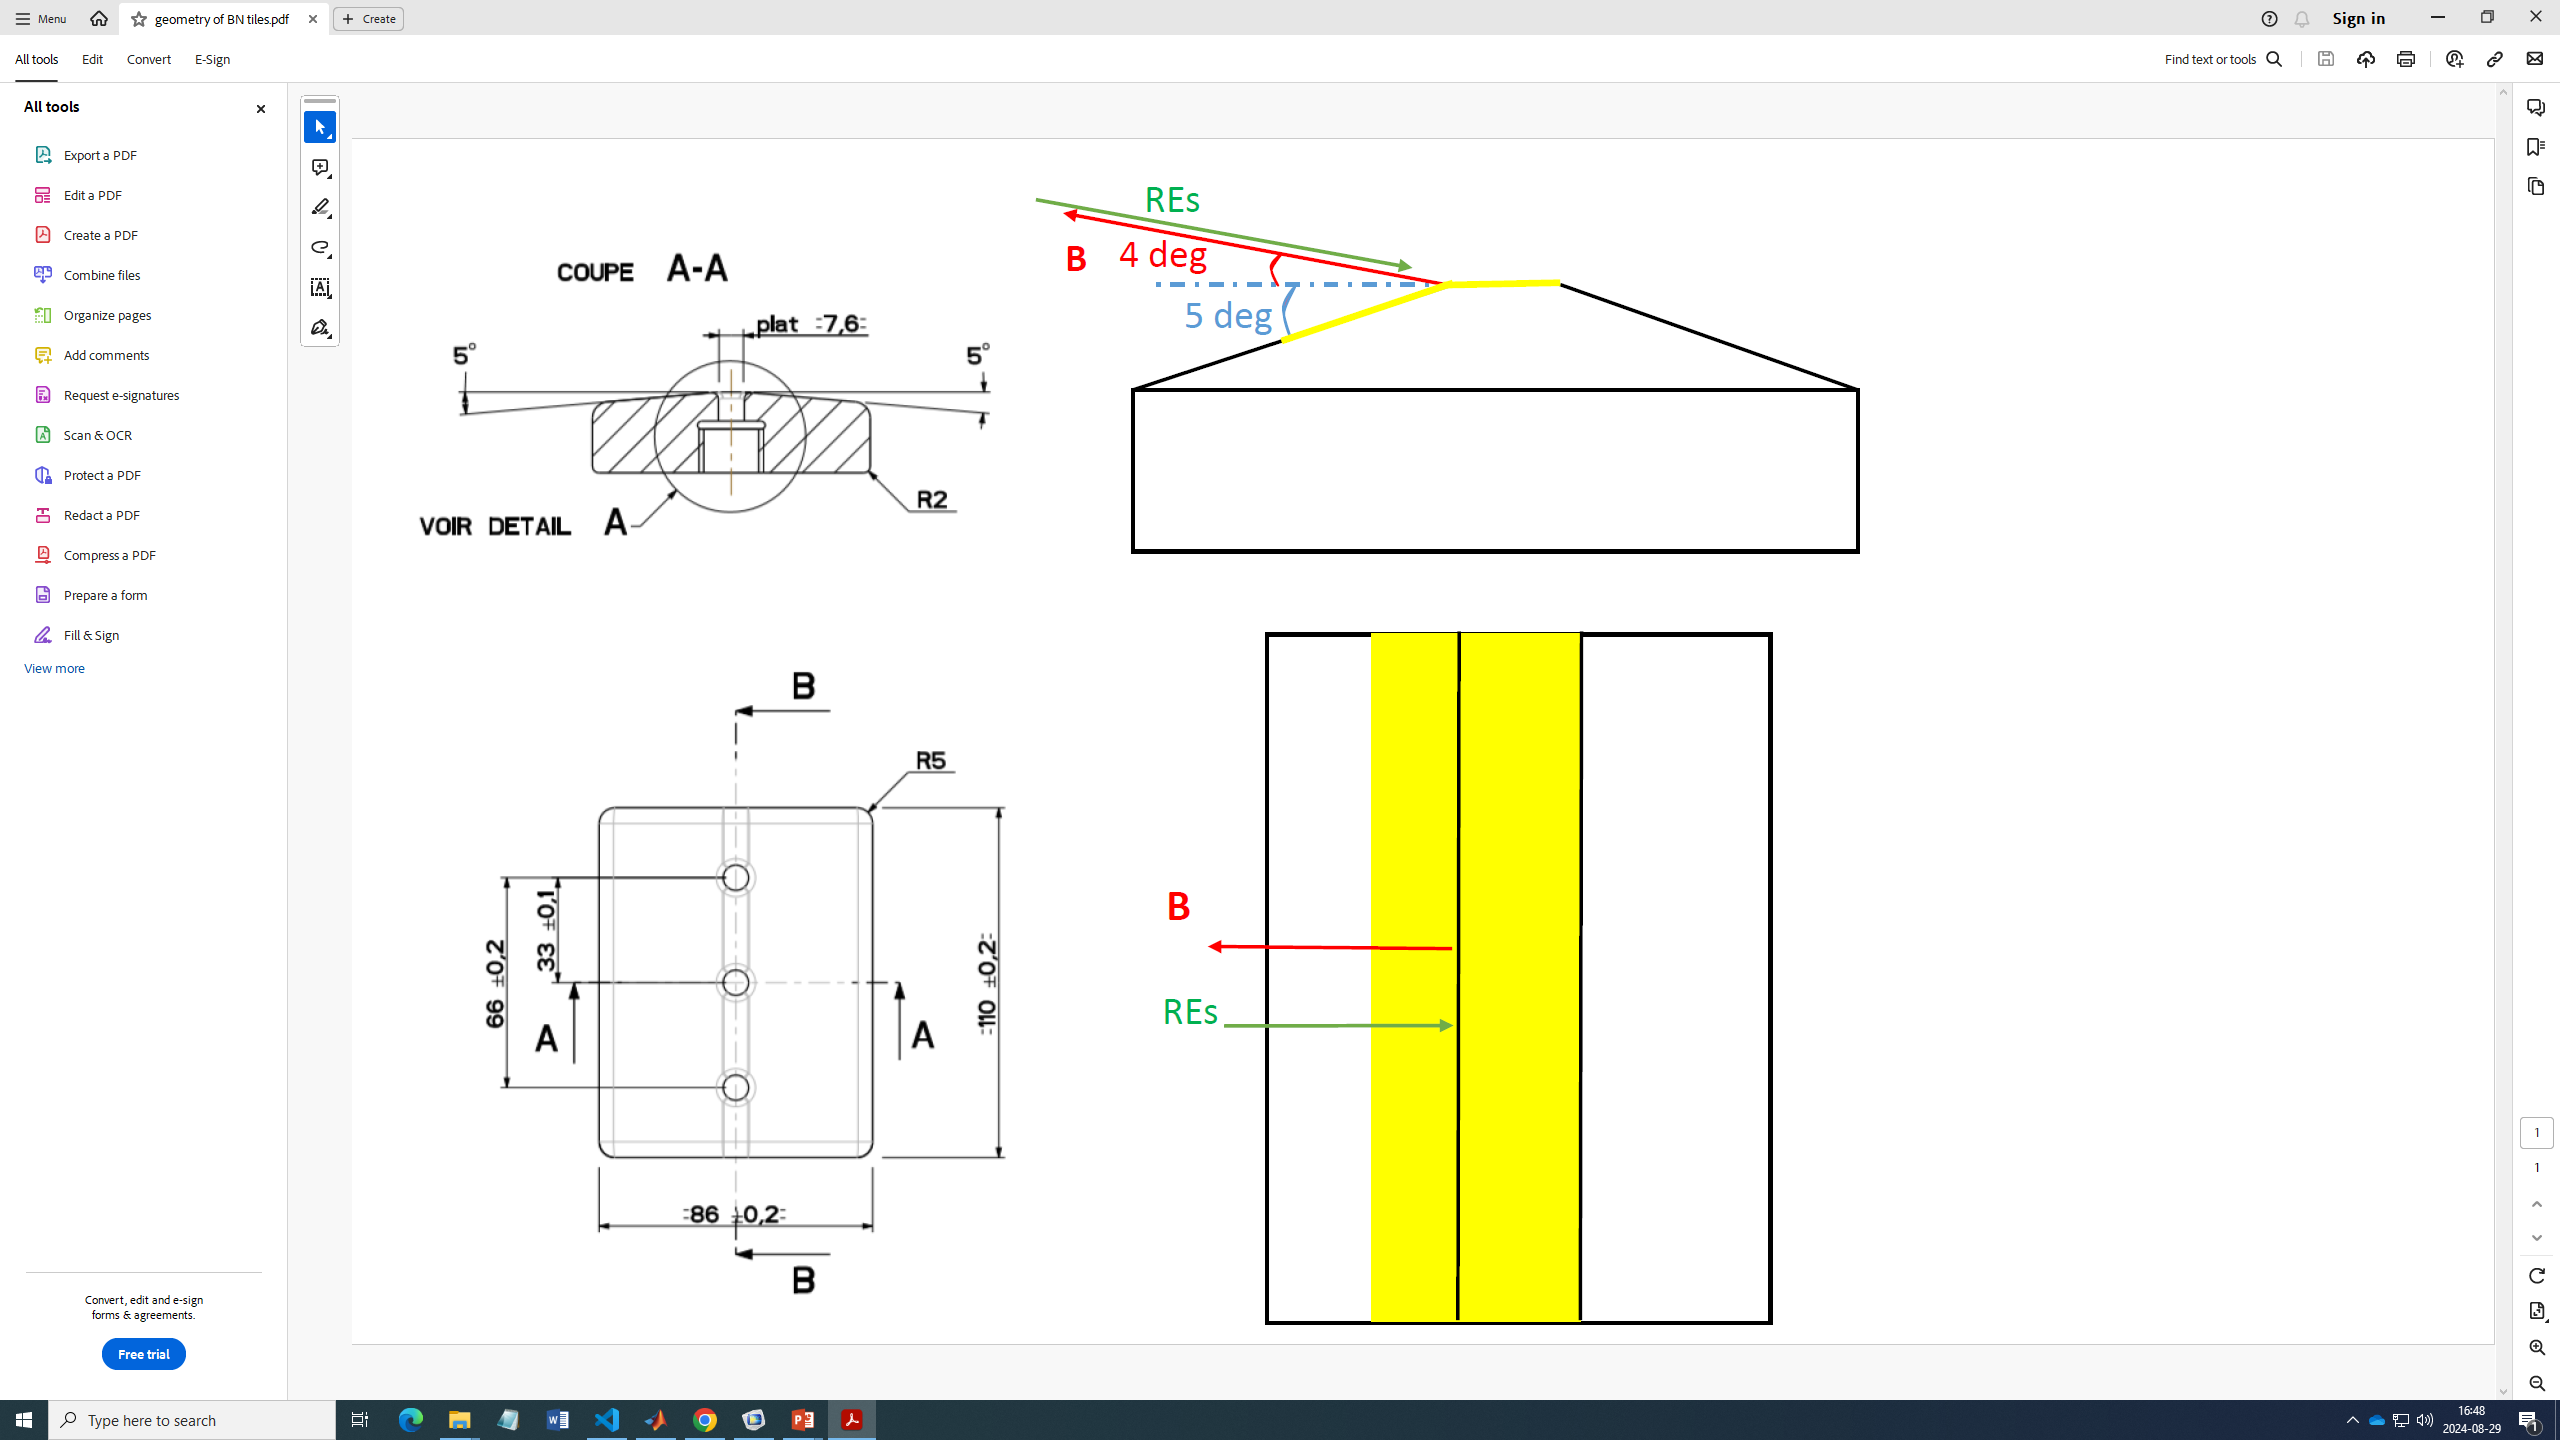 Menu
geometry of BN tiles.pdf
Create
Sign in
All tools
Edit
Convert
E-Sign
Find text or tools
All tools
Export a PDF
Edit a PDF
Create a PDF
Combine files
Organize pages
Add comments
Request e-signatures
Scan & OCR
Protect a PDF
Redact a PDF
Compress a PDF
Prepare a form
Fill & Sign
View more
Convert, edit and e-sign
forms & agreements.
Free trial
COUPE A-A
plat =7,6=
5°
5°
R2
VOIR DETAIL A
REs
B 4 deg
5 deg
B
R5
33 ±0,1
66 ±0,2
=110 ±0,2=
A
A
=86 ±0,2=
B
B
REs
1
1
Type here to search
16:48
2024-08-29
1